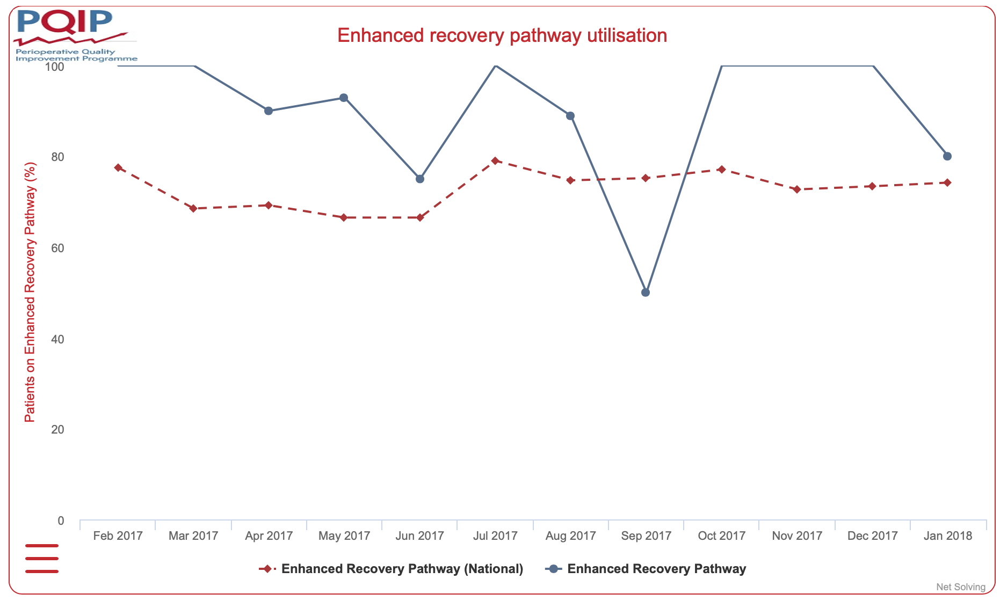 PQIP
Perioperative Quality
Improvement Programme
Enhanced recovery pathway utilisation
Patients on Enhanced Recovery Pathway (%)
100
80
60
40
20
0
Feb 2017 Mar 2017 Apr 2017 May 2017 Jun 2017 Jul 2017 Aug 2017 Sep 2017 Oct 2017 Nov 2017 Dec 2017 Jan 2018
Enhanced Recovery Pathway (National) Enhanced Recovery Pathway
Net Solving